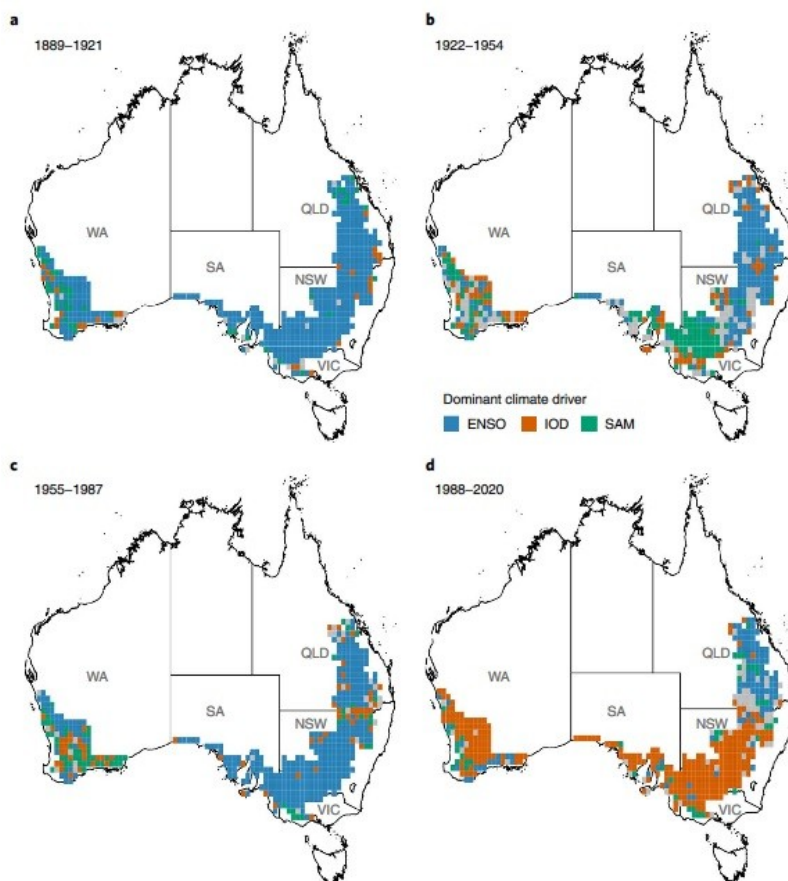 a
1889–1921
WA
SA
QLD
NSW
VIC
b
1922–1954
WA
SA
QLD
NSW
VIC
Dominant climate driver
ENSO IOD SAM
c
1955–1987
WA
SA
QLD
NSW
VIC
d
1988–2020
WA
SA
QLD
NSW
VIC